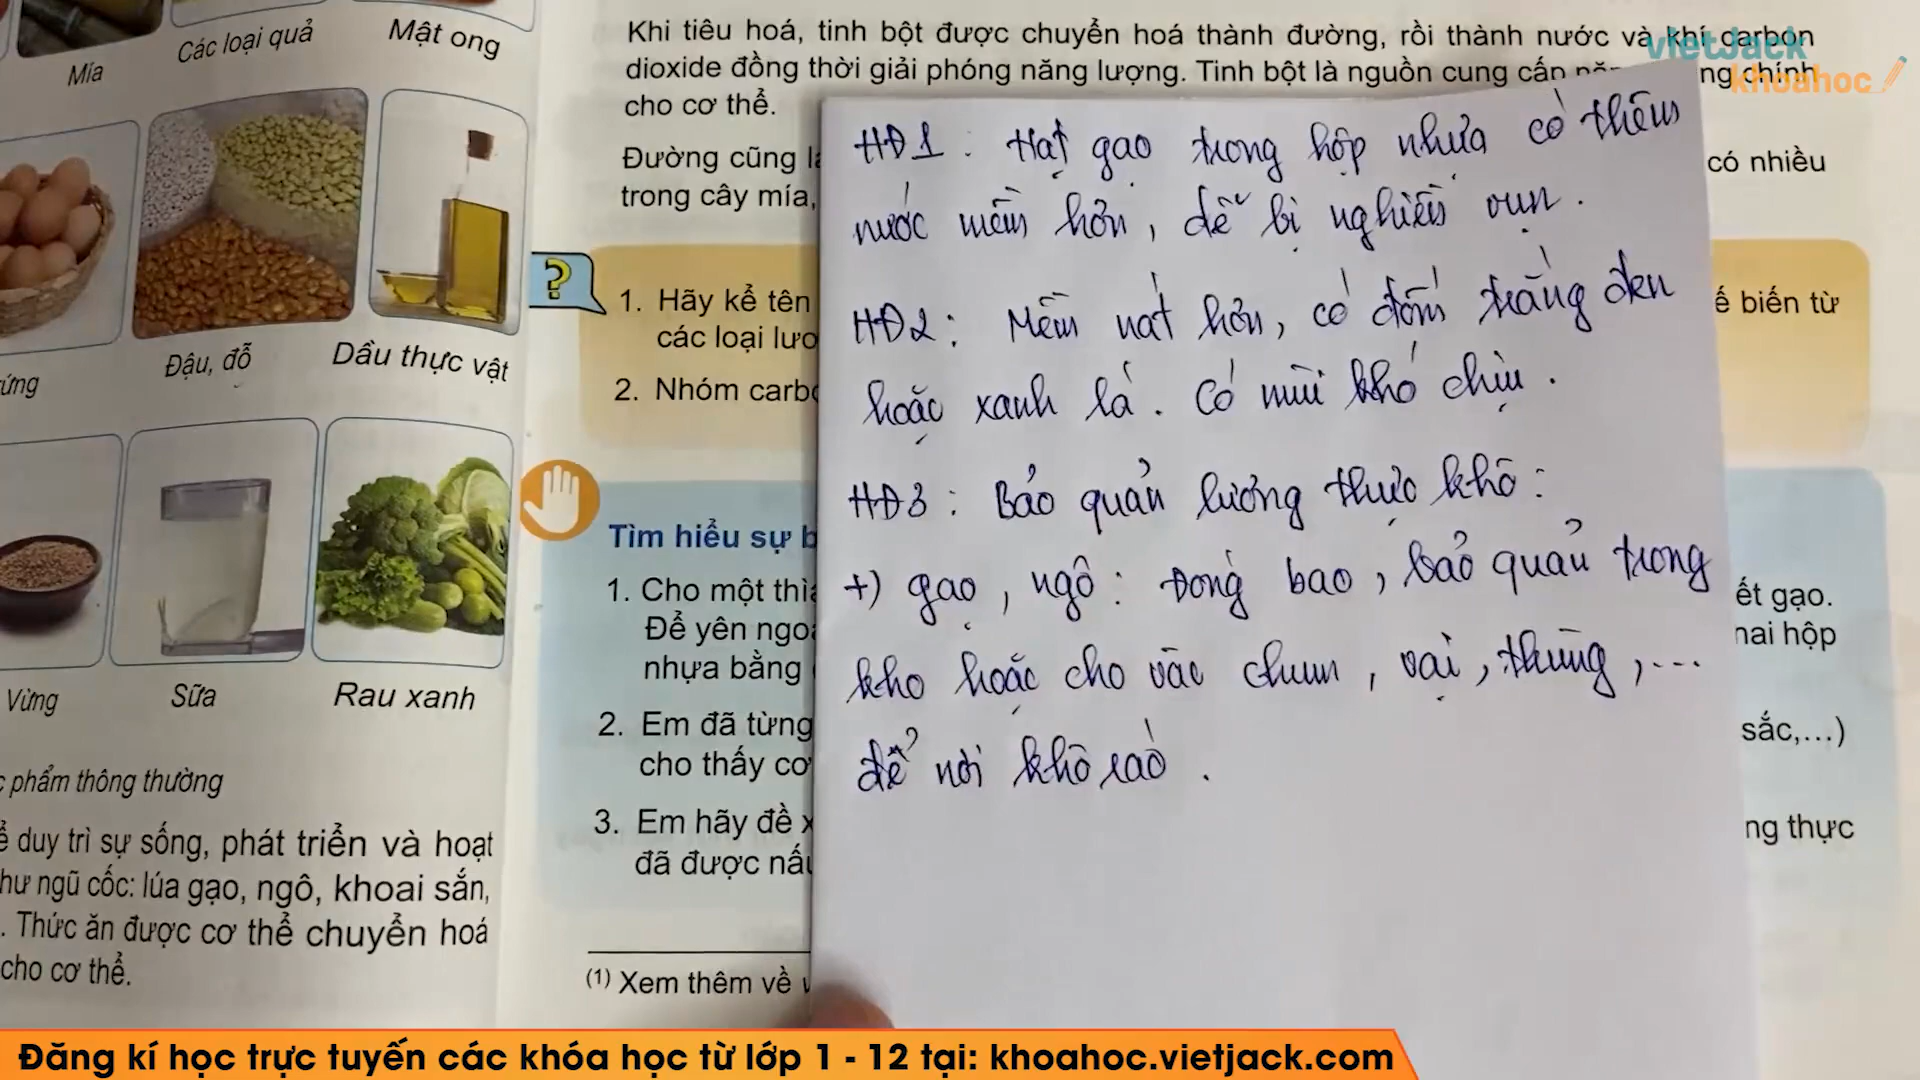 Mía
Các loại quả
Mật ong
Đậu, đỗ
Dầu thực vật
Vừng
Sữa
Rau xanh
phẩm thông thường
duy trì sự sống, phát triển và hoạt
ngũ cốc: lúa gạo, ngô, khoai sắn,
. Thức ăn được cơ thể chuyển hoá
cho cơ thể.
Khi tiêu hoá, tinh bột được chuyển hoá thành đường, rồi thành nước và khí carbon
dioxide đồng thời giải phóng năng lượng. Tinh bột là nguồn cung cấp chính
cho cơ thể.
Đường cũng có nhiều
trong cây mía,
?
1. Hãy kể tên biến từ
các loại
2. Nhóm
Tìm hiểu sự
1. Cho một gạo.
Để yên hộp
nhựa bằng
2. Em đã từng sắc,...)
cho thấy cơ
3. Em hãy đề thực
đã được
(1) Xem thêm về
HĐ1 : Hạt gạo trong hộp nhựa có thêm
nước mềm hơn, dễ bị nghiền vụn.
HĐ2 : Mềm nát hơn, có đốm trắng đen
hoặc xanh lá. Có mùi khó chịu.
HĐ3 : Bảo quản lương thực khô :
+) gạo, ngô : Đóng bao, bảo quản trong
kho hoặc cho vào chum, vại, thùng,...
để nơi khô ráo.
vietJack
khoahoc
Đăng kí học trực tuyến các khóa học từ lớp 1 - 12 tại: khoahoc.vietjack.com